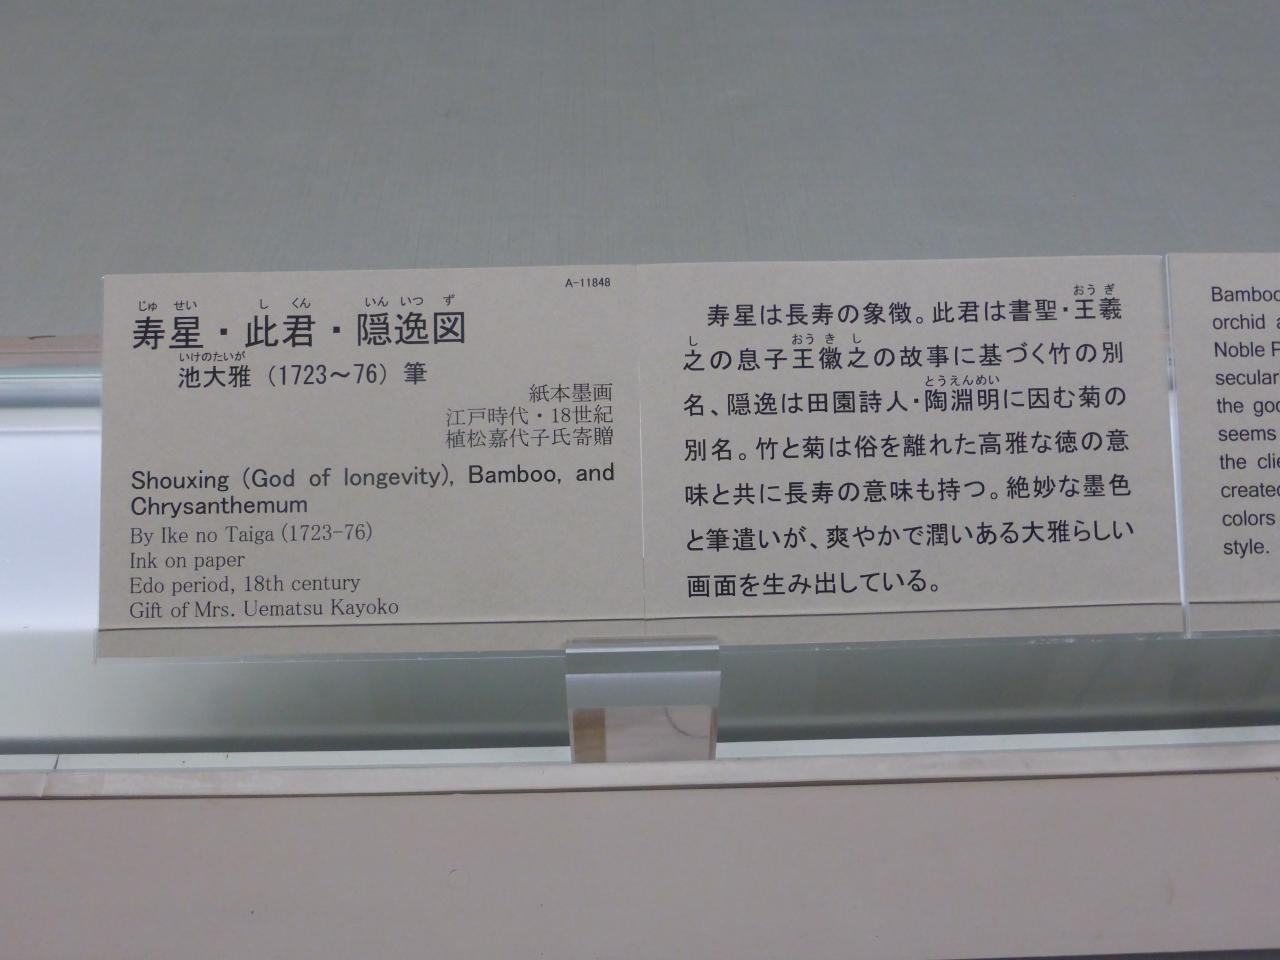 A-11848
じゅ せい し くん いん いつ ず
寿星・此君・隠逸図
いけのたいが
池大雅（1723～76）筆
紙本墨画
江戸時代・18世紀
植松嘉代子氏寄贈
Shouxing (God of longevity), Bamboo, and
Chrysanthemum
By Ike no Taiga (1723-76)
Ink on paper
Edo period, 18th century
Gift of Mrs. Uematsu Kayoko
おう ぎ
寿星は長寿の象徴。此君は書聖・王羲
し おう き し
之の息子王徽之の故事に基づく竹の別
とうえんめい
名、隠逸は田園詩人・陶淵明に因む菊の
別名。竹と菊は俗を離れた高雅な徳の意
味と共に長寿の意味も持つ。絶妙な墨色
と筆遣いが、爽やかで潤いある大雅らしい
画面を生み出している。
Bamboo
orchid
Noble
secular
the
seems
the
created
colors
style.